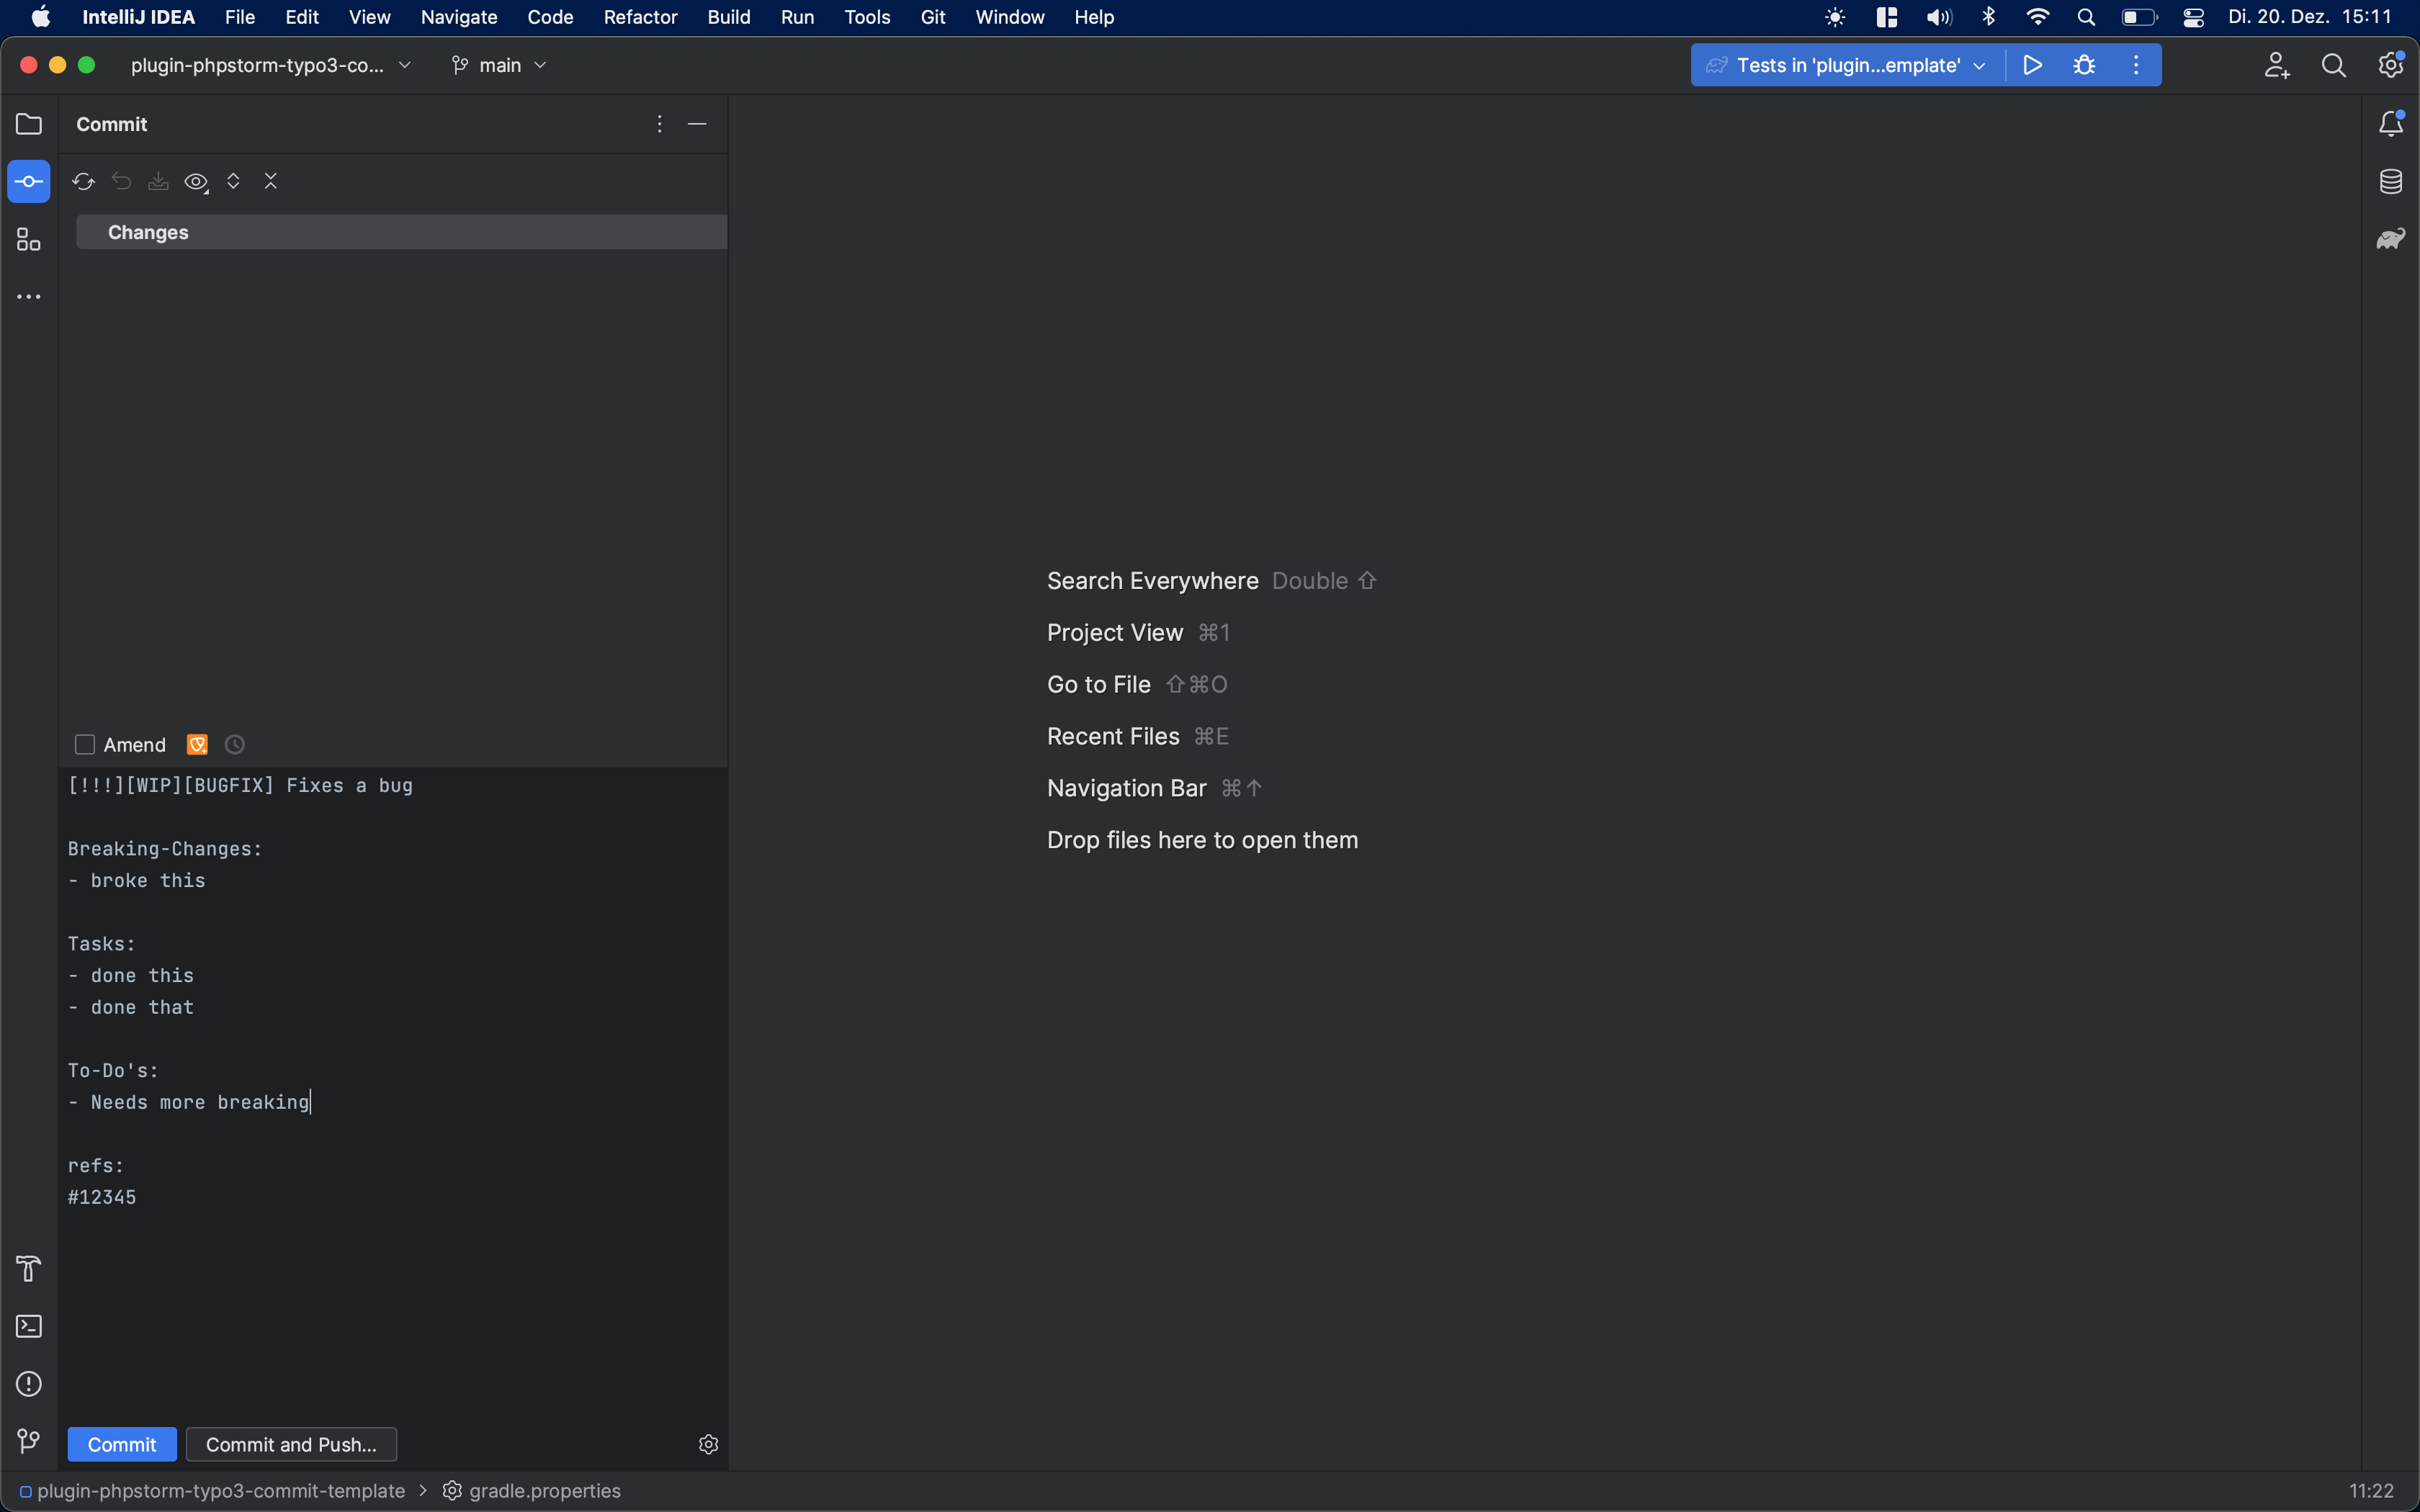 IntelliJ IDEA File Edit View Navigate Code Refactor Build Run Tools Git Window Help Di. 20. Dez. 15:11
plugin-phpstorm-typo3-co... main Tests in 'plugin...emplate'
Commit
Changes
Search Everywhere Double ⇧
Project View ⌘1
Go to File ⇧⌘O
Recent Files ⌘E
Navigation Bar ⌘↑
Drop files here to open them
Amend
[!!!][WIP][BUGFIX] Fixes a bug
Breaking-Changes:
- broke this
Tasks:
- done this
- done that
To-Do's:
- Needs more breaking
refs:
#12345
Commit Commit and Push...
plugin-phpstorm-typo3-commit-template > gradle.properties 11:22